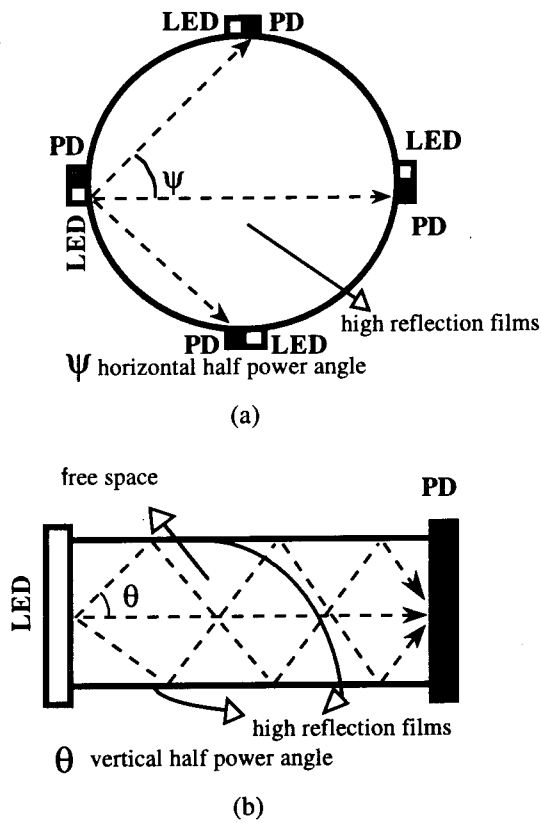 LED PD
PD
LED
ψ
LED
PD
high reflection films
PD LED
ψ horizontal half power angle
(a)
free space
PD
LED
θ
high reflection films
θ vertical half power angle
(b)